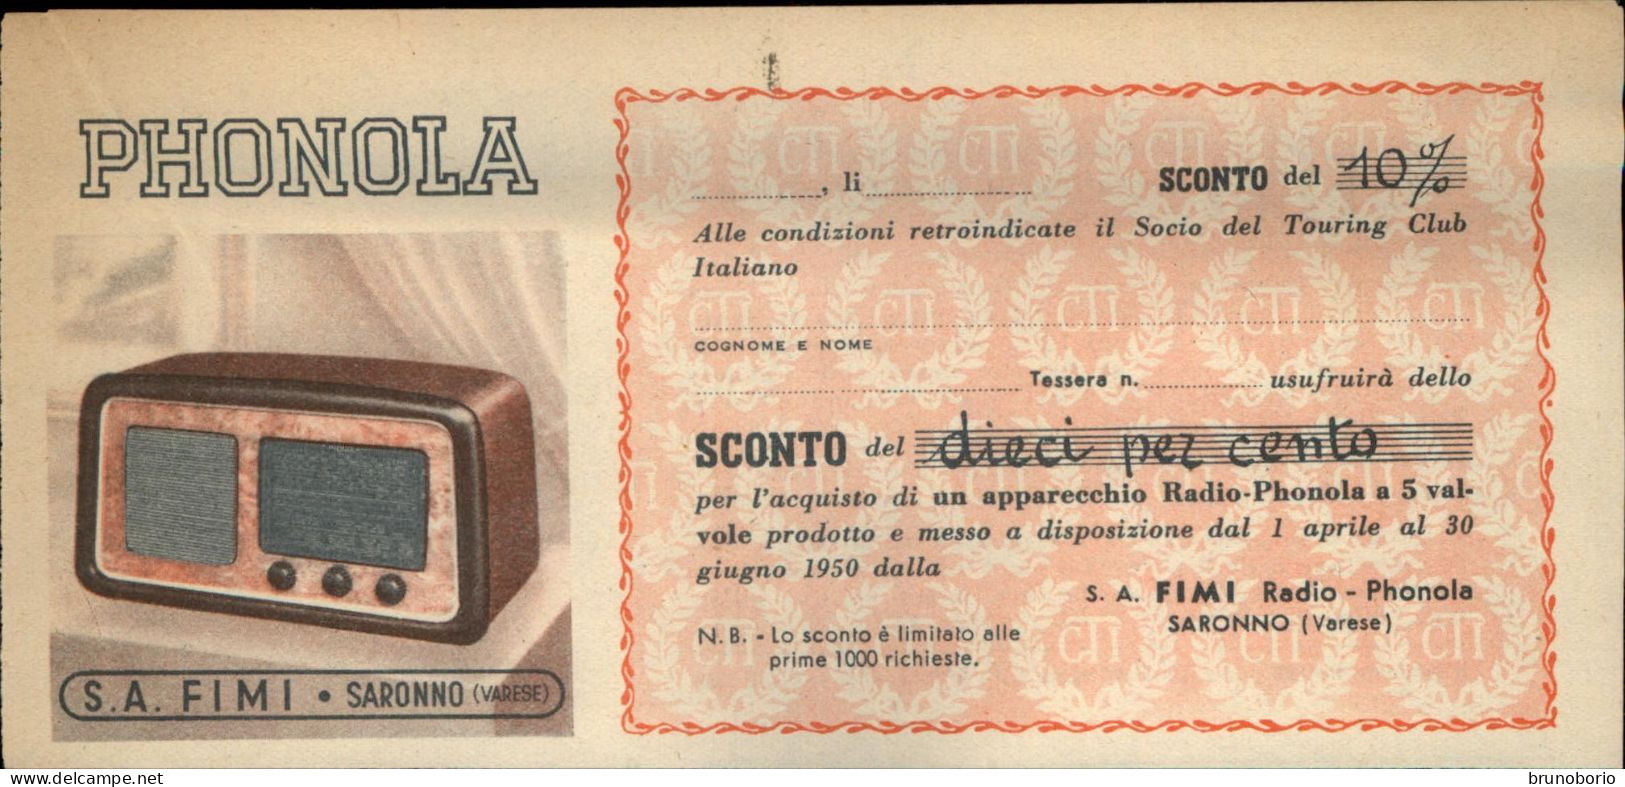 PHONOLA
S.A. FIMI • SARONNO (VARESE)
, li SCONTO del 10%
Alle condizioni retroindicate il Socio del Touring Club
Italiano
COGNOME E NOME
Tessera n. usufruirà dello
SCONTO del dieci per cento
per l'acquisto di un apparecchio Radio-Phonola a 5 val-
vole prodotto e messo a disposizione dal 1 aprile al 30
giugno 1950 dalla
S. A. FIMI Radio - Phonola
SARONNO (Varese)
N. B. - Lo sconto è limitato alle
prime 1000 richieste.
www.delcampe.net
brunoborio